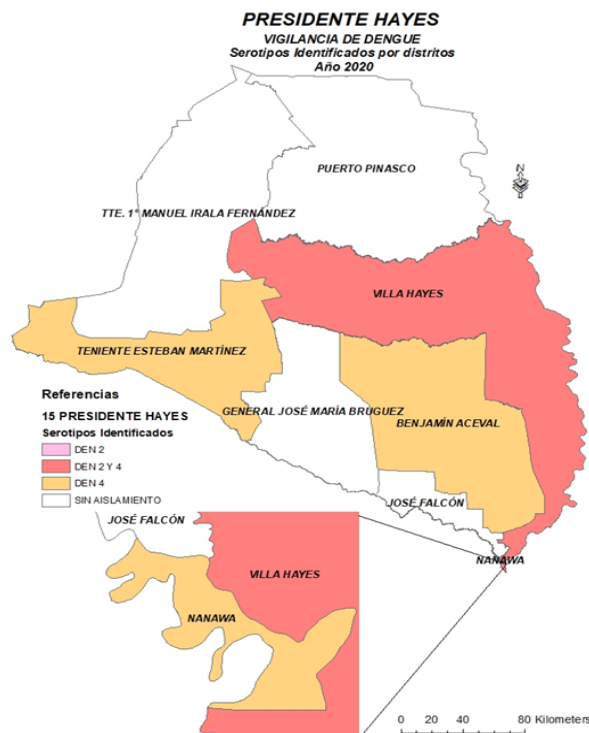 PRESIDENTE HAYES
VIGILANCIA DE DENGUE
Serotipos Identificados por distritos
Año 2020
N
PUERTO PINASCO
TTE. 1° MANUEL IRALA FERNÁNDEZ
VILLA HAYES
TENIENTE ESTEBAN MARTÍNEZ
GENERAL JOSÉ MARÍA BRUGUEZ
BENJAMÍN ACEVAL
Referencias
15 PRESIDENTE HAYES
Serotipos Identificados
DEN 2
DEN 2 Y 4
DEN 4
SIN AISLAMIENTO
JOSÉ FALCÓN
NANAWA
JOSÉ FALCÓN
VILLA HAYES
NANAWA
0 20 40 80 Kilometers